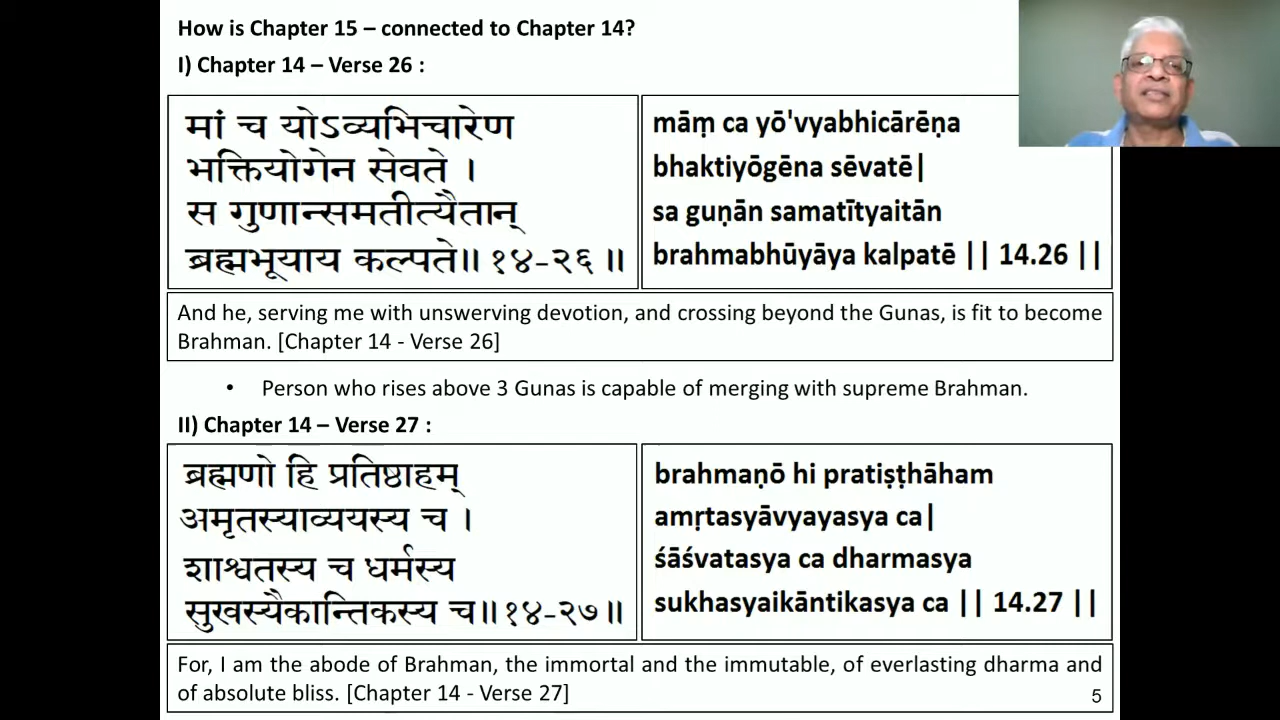 How is Chapter 15 – connected to Chapter 14?
I) Chapter 14 – Verse 26 :
मां च योऽव्यभिचारेण
भक्तियोगेन सेवते ।
स गुणान्समतीत्यैतान्
ब्रह्मभूयाय कल्पते॥ १४-२६ ॥
māṃ ca yō'vyabhicārēṇa
bhaktiyōgēna sēvatē|
sa guṇān samatītyaitān
brahmabhūyāya kalpatē || 14.26 ||
And he, serving me with unswerving devotion, and crossing beyond the Gunas, is fit to become
Brahman. [Chapter 14 - Verse 26]
• Person who rises above 3 Gunas is capable of merging with supreme Brahman.
II) Chapter 14 – Verse 27 :
ब्रह्मणो हि प्रतिष्ठाहम्
अमृतस्याव्ययस्य च ।
शाश्वतस्य च धर्मस्य
सुखस्यैकान्तिकस्य च॥ १४-२७॥
brahmaṇō hi pratiṣṭhāham
amṛtasyāvyayasya ca|
śāśvatasya ca dharmasya
sukhasyaikāntikasya ca || 14.27 ||
For, I am the abode of Brahman, the immortal and the immutable, of everlasting dharma and
of absolute bliss. [Chapter 14 - Verse 27]
5